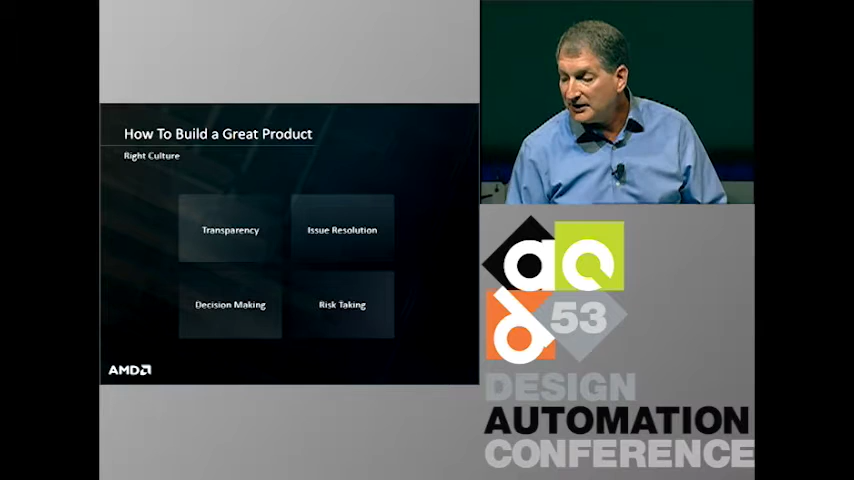 How To Build a Great Product
Right Culture
Transparency
Issue Resolution
Decision Making
Risk Taking
AMD
dac
53
DESIGN
AUTOMATION
CONFERENCE